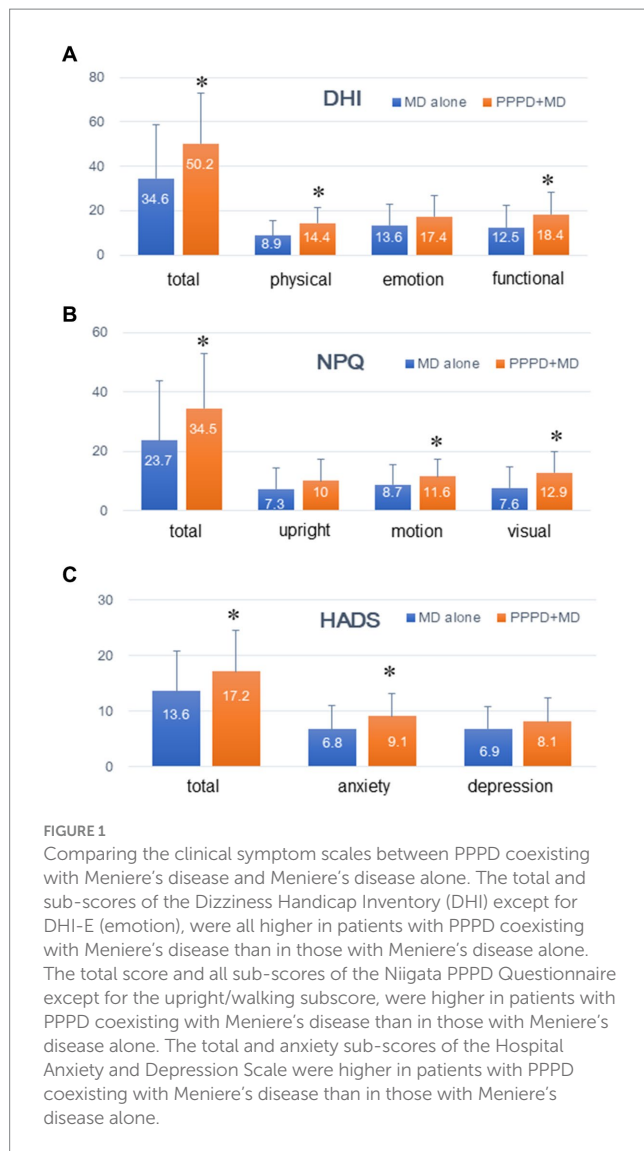 A
80
DHI
MD alone
PPPD+MD
*
60
40
20
0
34.6
50.2
*
8.9
14.4
13.6
17.4
*
12.5
18.4
total
physical
emotion
functional
B
60
NPQ
MD alone
PPPD+MD
*
40
20
0
23.7
34.5
7.3
10
*
8.7
11.6
*
7.6
12.9
total
upright
motion
visual
C
30
HADS
MD alone
PPPD+MD
*
20
10
0
13.6
17.2
*
6.8
9.1
6.9
8.1
total
anxiety
depression
FIGURE 1
Comparing the clinical symptom scales between PPPD coexisting
with Meniere’s disease and Meniere’s disease alone. The total and
sub-scores of the Dizziness Handicap Inventory (DHI) except for
DHI-E (emotion), were all higher in patients with PPPD coexisting
with Meniere’s disease than in those with Meniere’s disease alone.
The total score and all sub-scores of the Niigata PPPD Questionnaire
except for the upright/walking subscore, were higher in patients with
PPPD coexisting with Meniere’s disease than in those with Meniere’s
disease alone. The total and anxiety sub-scores of the Hospital
Anxiety and Depression Scale were higher in patients with PPPD
coexisting with Meniere’s disease than in those with Meniere’s
disease alone.